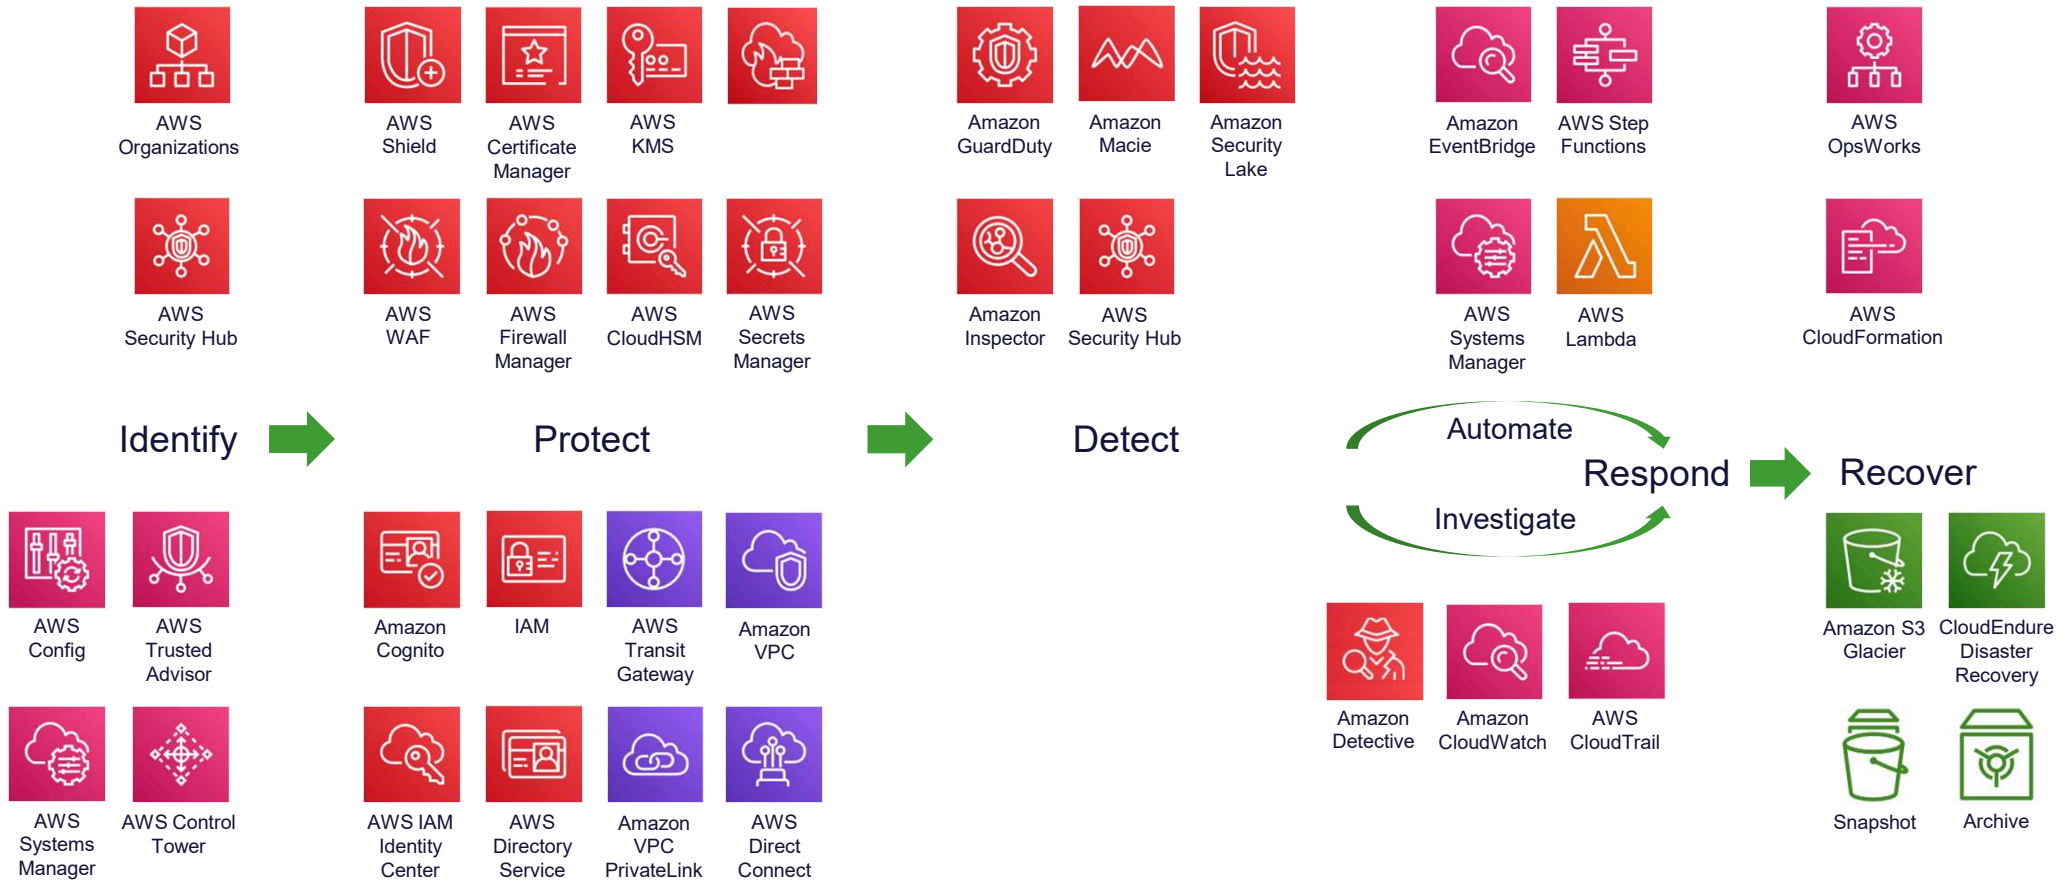 AWS
Organizations
AWS
Shield
AWS
Certificate
Manager
AWS
KMS
Amazon
GuardDuty
Amazon
Macie
Amazon
Security
Lake
Amazon
EventBridge
AWS Step
Functions
AWS
OpsWorks
AWS
Security Hub
AWS
WAF
AWS
Firewall
Manager
AWS
CloudHSM
AWS
Secrets
Manager
Amazon
Inspector
AWS
Security Hub
AWS
Systems
Manager
AWS
Lambda
AWS
CloudFormation
Identify
Protect
Detect
Automate
Investigate
Respond
Recover
AWS
Config
AWS
Trusted
Advisor
Amazon
Cognito
IAM
AWS
Transit
Gateway
Amazon
VPC
Amazon
Detective
Amazon
CloudWatch
AWS
CloudTrail
Amazon S3
Glacier
CloudEndure
Disaster
Recovery
AWS
Systems
Manager
AWS Control
Tower
AWS IAM
Identity
Center
AWS
Directory
Service
Amazon
VPC
PrivateLink
AWS
Direct
Connect
Snapshot
Archive